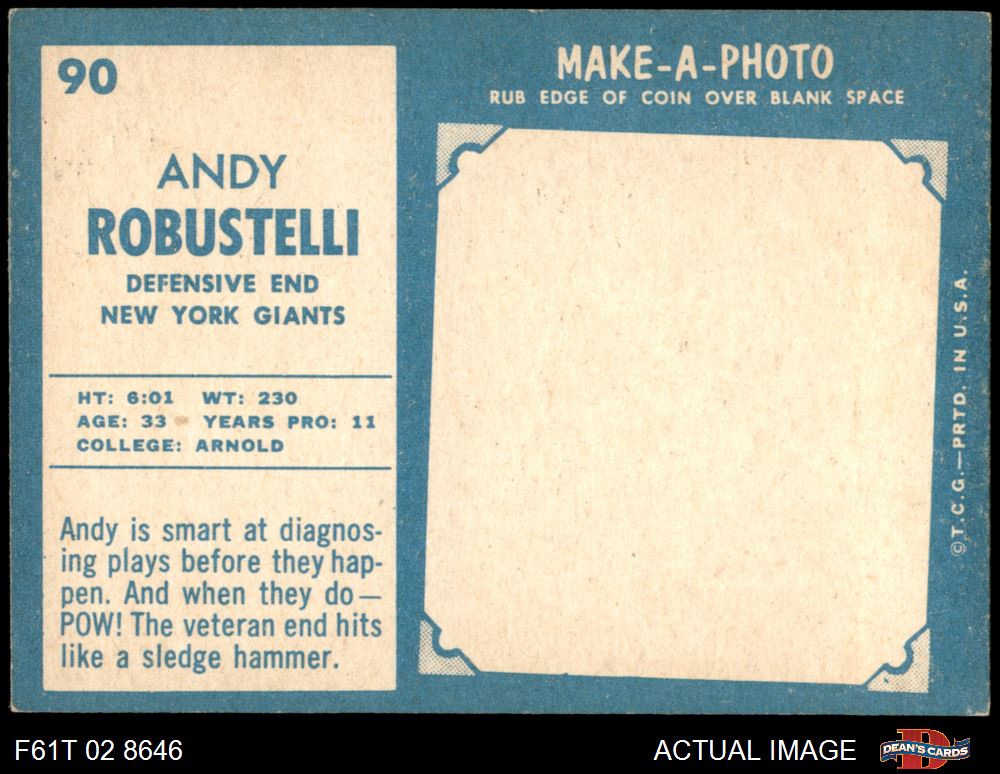 90
ANDY
ROBUSTELLI
DEFENSIVE END
NEW YORK GIANTS
HT: 6:01 WT: 230
AGE: 33 YEARS PRO: 11
COLLEGE: ARNOLD
Andy is smart at diagnos-
ing plays before they hap-
pen. And when they do—
POW! The veteran end hits
like a sledge hammer.
MAKE-A-PHOTO
RUB EDGE OF COIN OVER BLANK SPACE
©T.C.G.—PRTD. IN U.S.A.
F61T 02 8646
ACTUAL IMAGE
DEAN'S CARDS